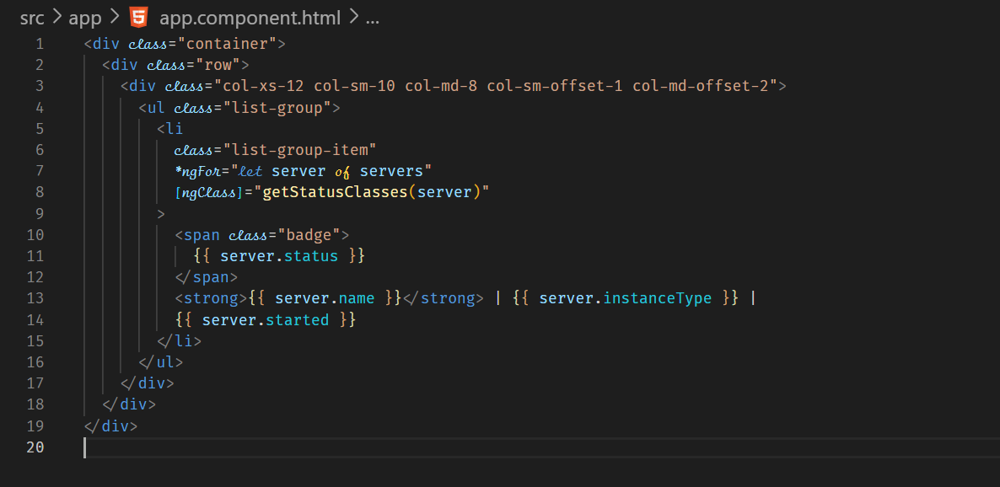 src > app > app.component.html > ...
1 <div class="container">
2 <div class="row">
3 <div class="col-xs-12 col-sm-10 col-md-8 col-sm-offset-1 col-md-offset-2">
4 <ul class="list-group">
5 <li
6 class="list-group-item"
7 *ngFor="let server of servers"
8 [ngClass]="getStatusClasses(server)"
9 >
10 <span class="badge">
11 {{ server.status }}
12 </span>
13 <strong>{{ server.name }}</strong> | {{ server.instanceType }} |
14 {{ server.started }}
15 </li>
16 </ul>
17 </div>
18 </div>
19 </div>
20